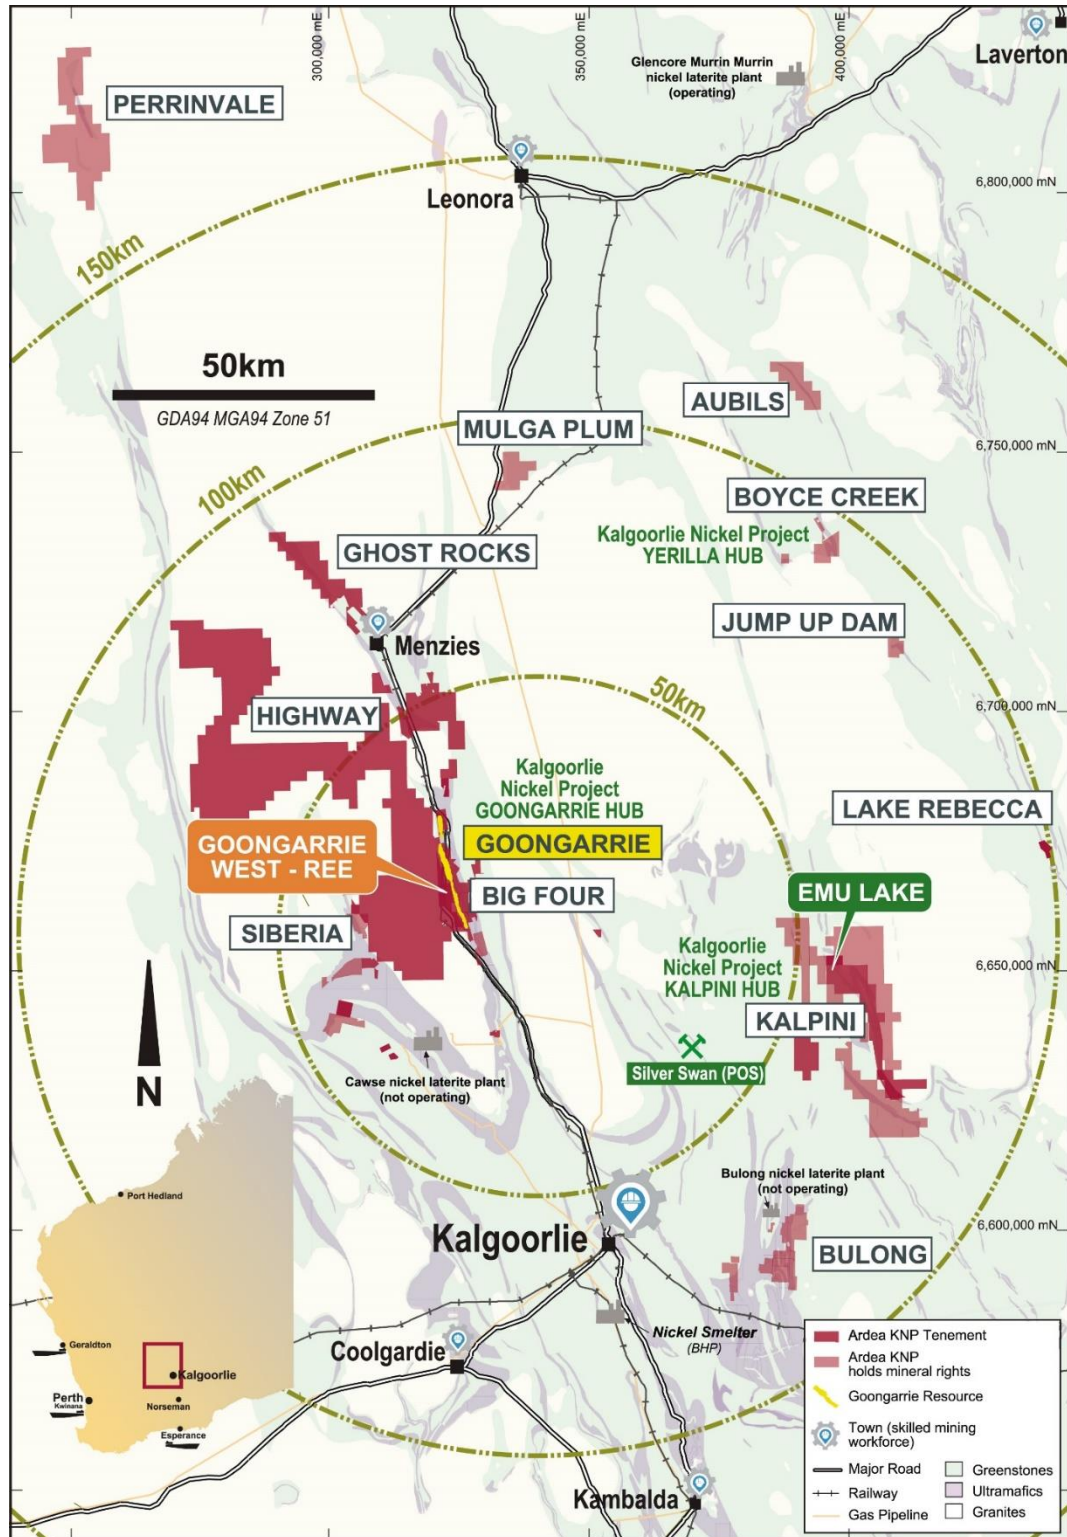 300,000 mE
350,000 mE
400,000 mE
Laverton
Glencore Murrin Murrin
nickel laterite plant
(operating)
PERRINVALE
Leonora
6,800,000 mN
150km
50km
GDA94 MGA94 Zone 51
AUBILS
MULGA PLUM
6,750,000 mN
100km
BOYCE CREEK
Kalgoorlie Nickel Project
YERILLA HUB
GHOST ROCKS
JUMP UP DAM
Menzies
50km
HIGHWAY
6,700,000 mN
Kalgoorlie
Nickel Project
GOONGARRIE HUB
LAKE REBECCA
GOONGARRIE
WEST - REE
GOONGARRIE
BIG FOUR
EMU LAKE
SIBERIA
Kalgoorlie
Nickel Project
KALPINI HUB
6,650,000 mN
KALPINI
N
Cawse nickel laterite plant
(not operating)
Silver Swan (POS)
Bulong nickel laterite plant
(not operating)
Port Hedland
Kalgoorlie
6,600,000 mN
BULONG
Nickel Smelter
(BHP)
Coolgardie
Geraldton
Kalgoorlie
Perth
Kwinana
Norseman
Esperance
Kambalda
Ardea KNP Tenement
Ardea KNP
holds mineral rights
Goongarrie Resource
Town (skilled mining
workforce)
Major Road
Railway
Gas Pipeline
Greenstones
Ultramafics
Granites